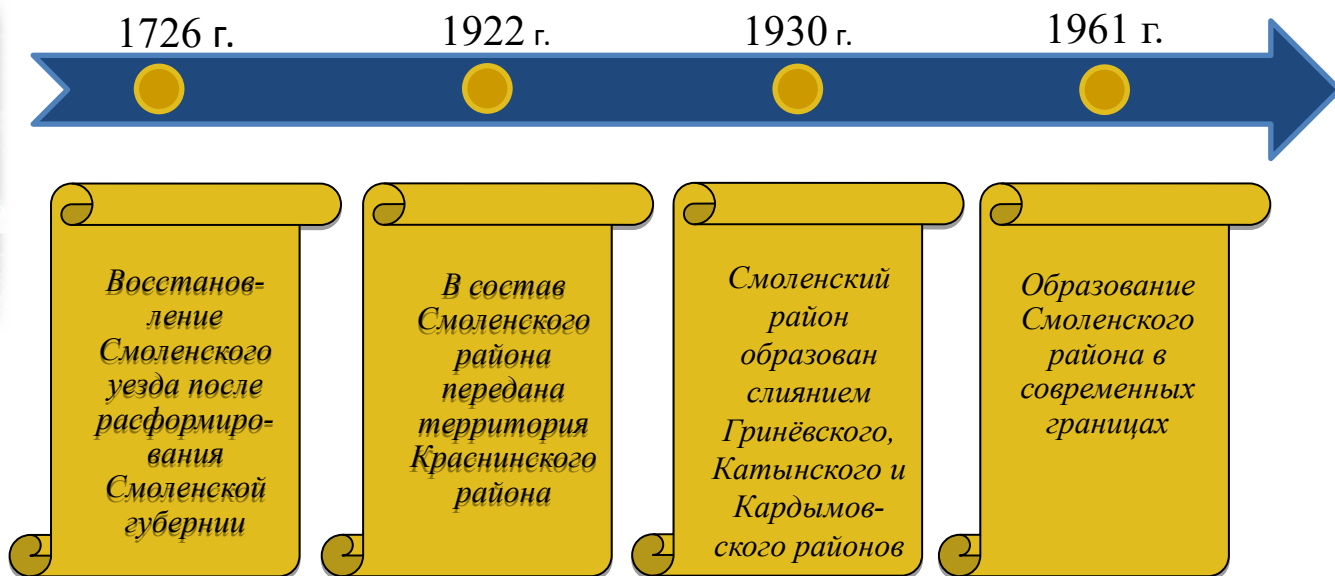 1726 г.
1922 г.
1930 г.
1961 г.
Восстанов-
ление
Смоленского
уезда после
расформиро-
вания
Смоленской
губернии
В состав
Смоленского
района
передана
территория
Краснинского
района
Смоленский
район
образован
слиянием
Гринёвского,
Катынского и
Кардымов-
ского районов
Образование
Смоленского
района в
современных
границах